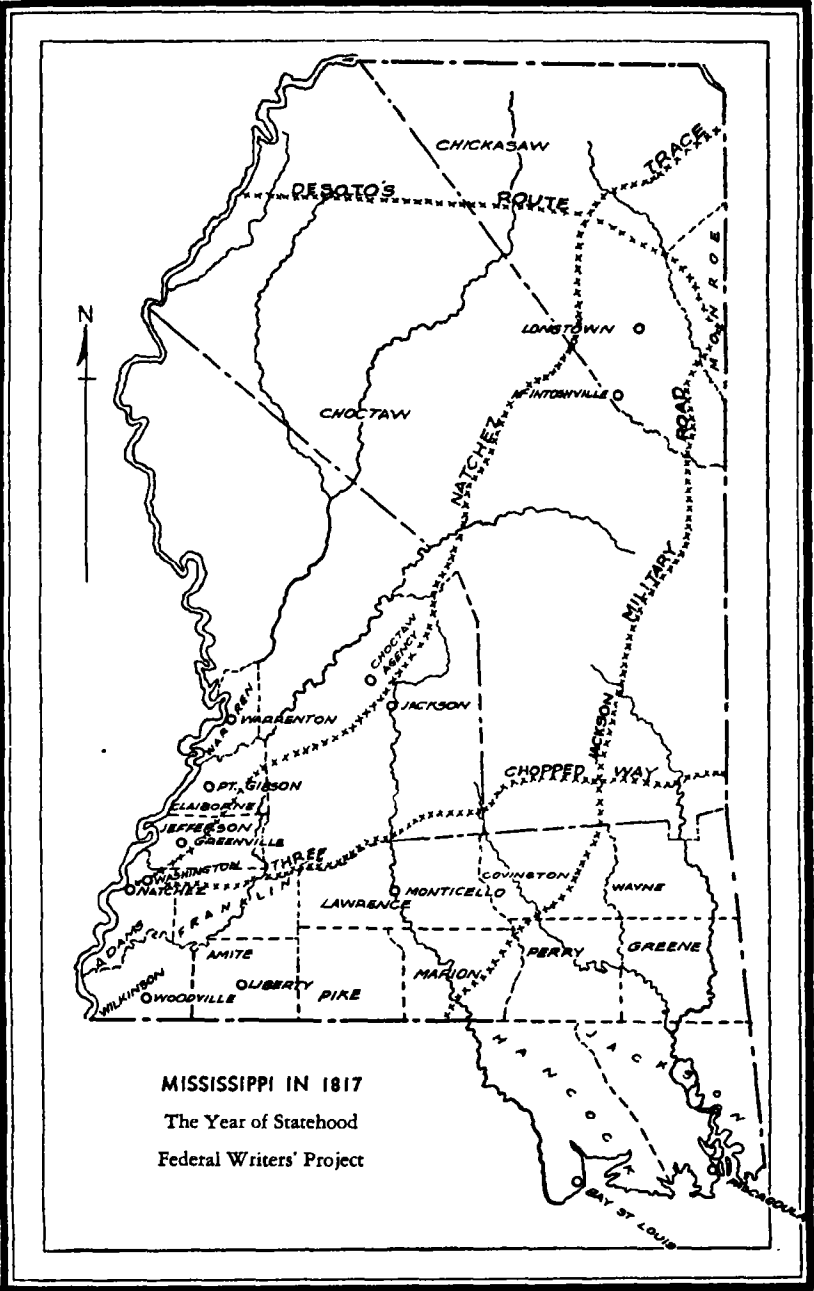 CHICKASAW
TRACE
DESOTO'S ROUTE
MONROE
N
LONSTOWN
McINTOSHVILLE
CHOCTAW
ROAD
NATCHEZ
MILITARY
CHOCTAW
AGENCY
WARREN
WARRENTON
JACKSON
JACKSON
CHOPPED WAY
PT. GIBSON
CLAIBORNE
JEFFERSON
GREENVILLE
THREE
WASHINGTON
NATCHEZ
FRANKLIN
COVINGTON
WAYNE
MONTICELLO
LAWRENCE
ADAMS
AMITE
MARION
PERRY
GREENE
WILKINSON
WOODVILLE
LIBERTY
PIKE
HANCOCK
JACKSON
MISSISSIPPI IN 1817
The Year of Statehood
Federal Writers' Project
PASCAGOULA
BAY ST LOUIS